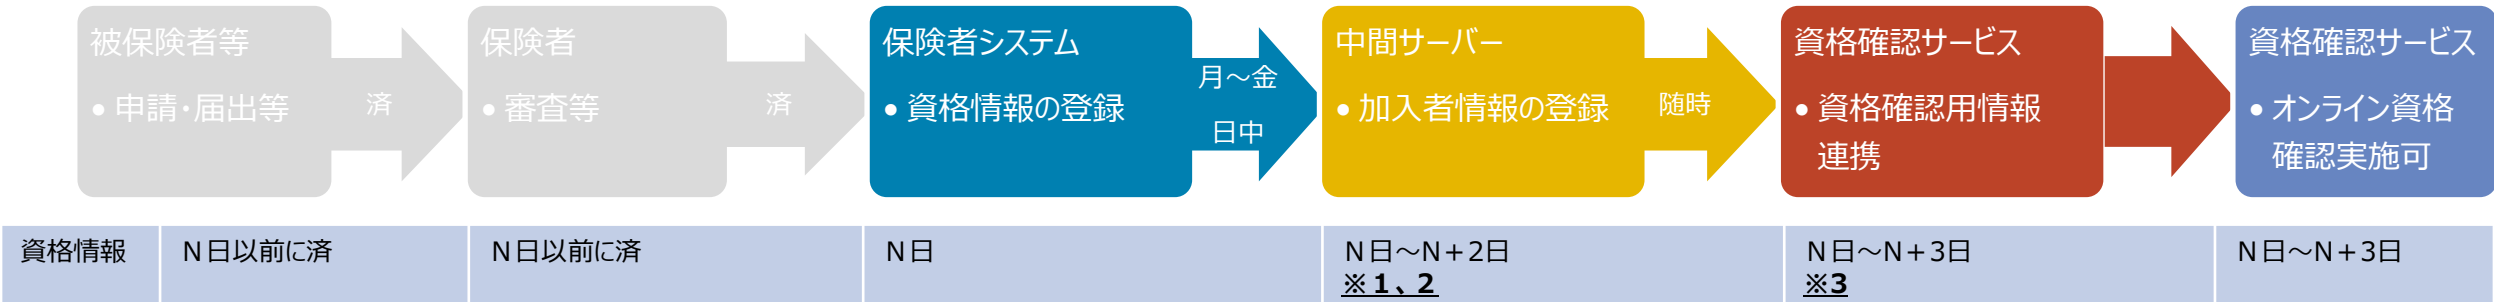 被保険者等
• 申請・届出等
済
保険者
• 審査等
済
保険者システム
• 資格情報の登録
月～金
日中
中間サーバー
• 加入者情報の登録
随時
資格確認サービス
• 資格確認用情報
連携
資格確認サービス
• オンライン資格
確認実施可
資格情報
Ｎ日以前に済
Ｎ日以前に済
Ｎ日
Ｎ日～Ｎ＋2日
※１、２
Ｎ日～Ｎ＋3日
※３
Ｎ日～Ｎ＋3日